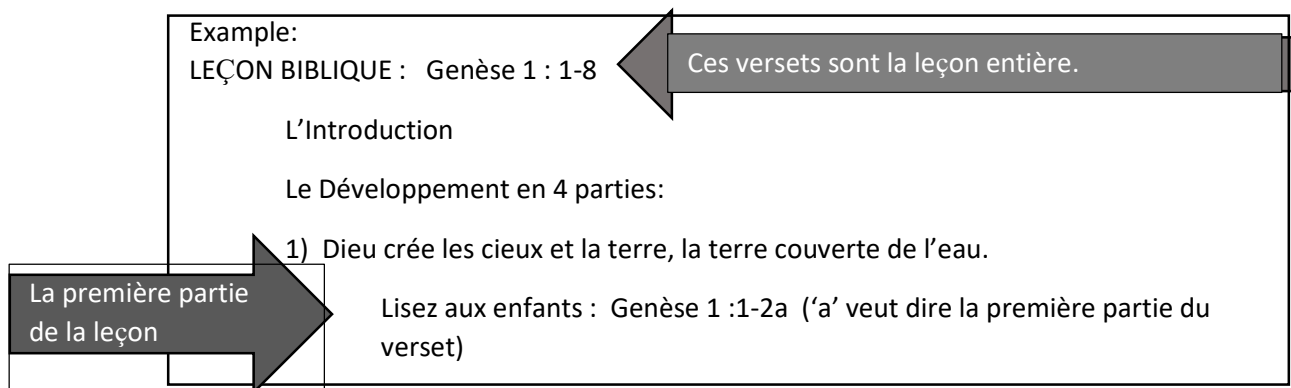 Example:
LEÇON BIBLIQUE :   Genèse 1 : 1-8
Ces versets sont la leçon entière.
L’Introduction
Le Développement en 4 parties:
1)  Dieu crée les cieux et la terre, la terre couverte de l’eau.
La première partie
de la leçon
Lisez aux enfants :  Genèse 1 :1-2a  (‘a’ veut dire la première partie du
verset)